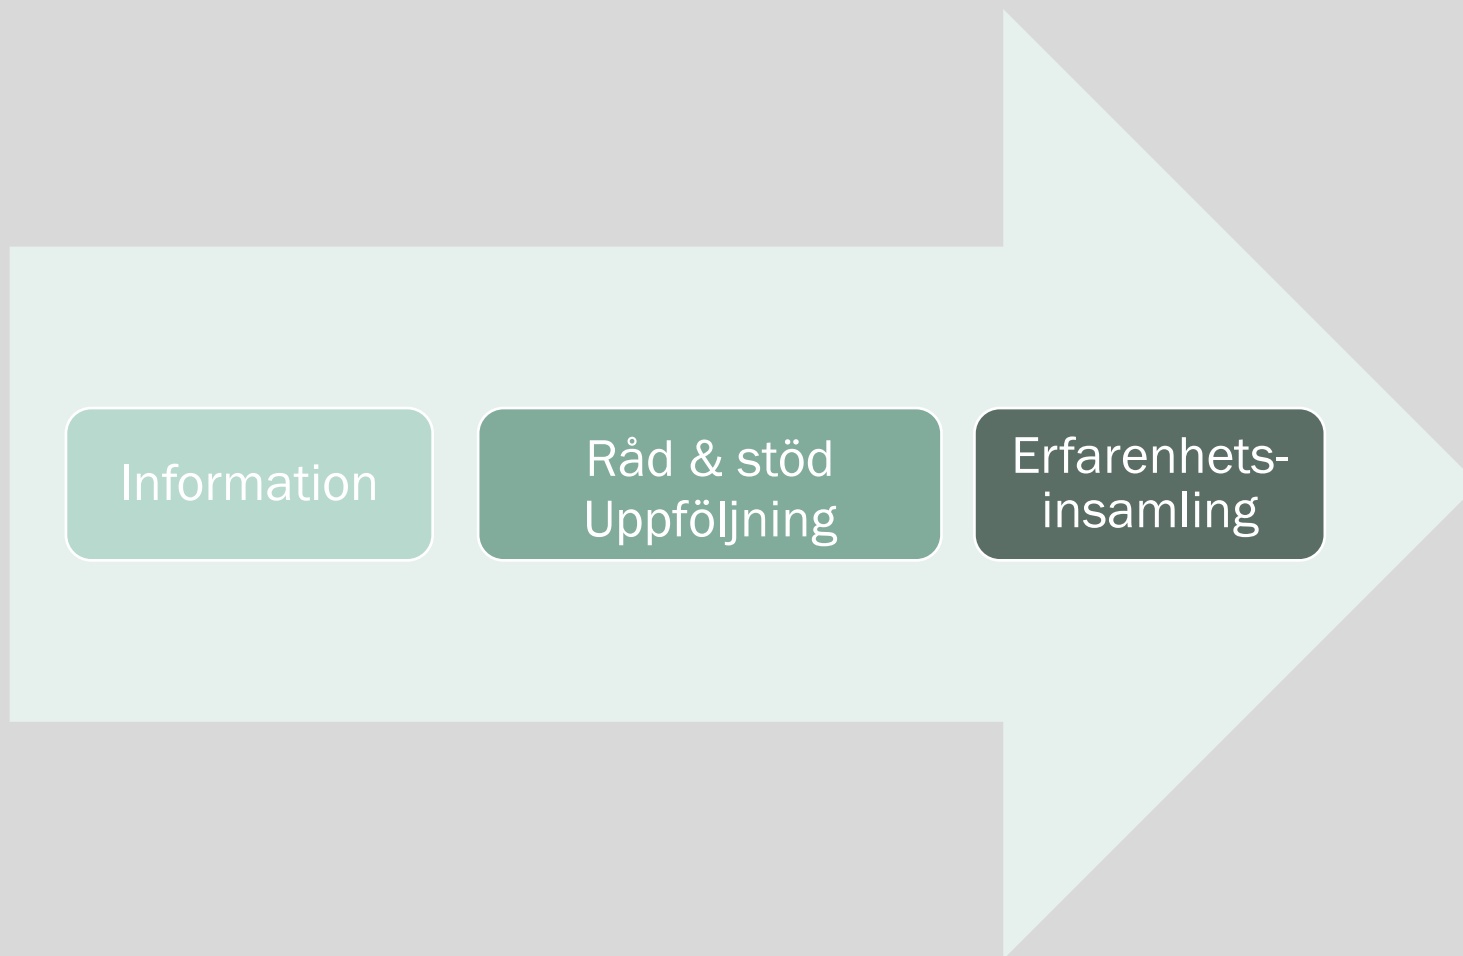 Information
Råd & stöd
Uppföljning
Erfarenhets-
insamling